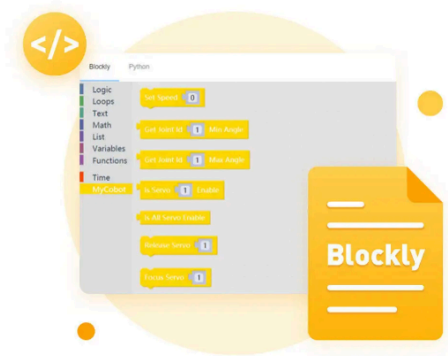 </>
Blockly Python
Logic
Loops
Text
Math
List
Variables
Functions
Time
MyCobot
Set Speed 0
Get Joint Id 1 Min Angle
Get Joint Id 1 Max Angle
Is Servo 1 Enable
Is All Servo Enable
Release Servo 1
Focus Servo 1
Blockly